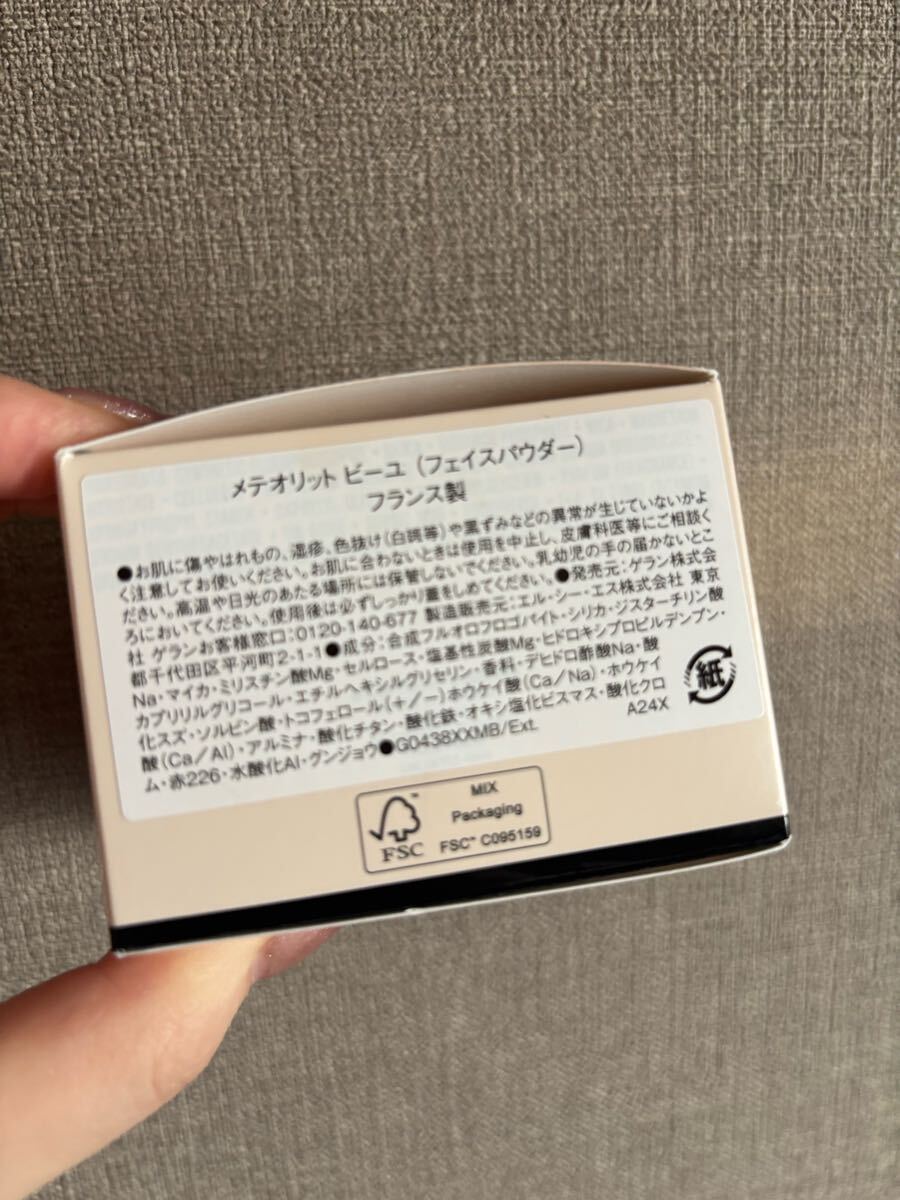 メテオリット ビーユ (フェイスパウダー)
フランス製
●お肌に傷やはれもの、湿疹、色抜け(白斑等)や黒ずみなどの異常が生じていないかよ
く注意してお使いください。お肌に合わないときは使用を中止し、皮膚科医等にご相談く
ださい。高温や日光のあたる場所には保管しないでください。乳幼児の手の届かないとこ
ろにおいてください。使用後は必ずしっかり蓋をしめてください。●発売元:ゲラン株式会
社 ゲランお客様窓口:0120-140-677 製造販売元:エル・シー・エス株式会社 東京
都千代田区平河町2-1-1●成分:合成フルオロフロゴパイト・シリカ・ジステアリン酸
Na・マイカ・ミリスチン酸Mg・セルロース・塩基性炭酸Mg・ヒドロキシプロピルデンプン・
カプリリルグリコール・エチルヘキシルグリセリン・香料・デヒドロ酢酸Na・酸
化スズ・ソルビン酸・トコフェロール(+/−)ホウケイ酸(Ca/Na)・ホウケイ
酸(Ca/Al)・アルミナ・酸化チタン・酸化鉄・オキシ塩化ビスマス・酸化クロ
ム・赤226・水酸化Al・グンジョウ●G0438XXMB/Ext.
A24X
紙
FSC™
MIX
Packaging
FSC™ C095159